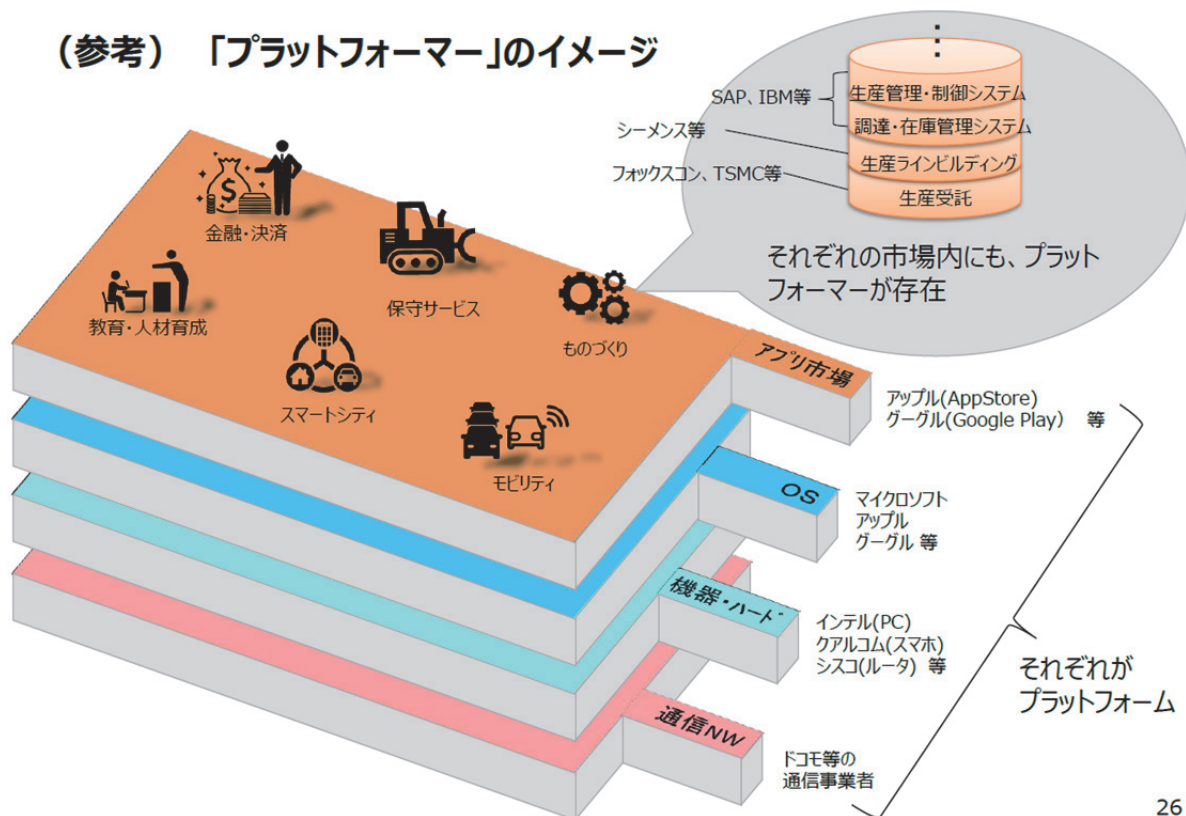 （参考）　「プラットフォーマー」のイメージ
⋮
生産管理・制御システム
調達・在庫管理システム
生産ラインビルディング
生産受託
SAP、IBM等
シーメンス等
フォックスコン、TSMC等
それぞれの市場内にも、プラット
フォーマーが存在
$
金融・決済
保守サービス
教育・人材育成
ものづくり
スマートシティ
モビリティ
アプリ市場
アップル(AppStore)
グーグル(Google Play）　等
OS
マイクロソフト
アップル
グーグル 等
機器・ハード
インテル(PC)
クアルコム(スマホ)
シスコ(ルータ) 等
通信NW
ドコモ等の
通信事業者
それぞれが
プラットフォーム
26